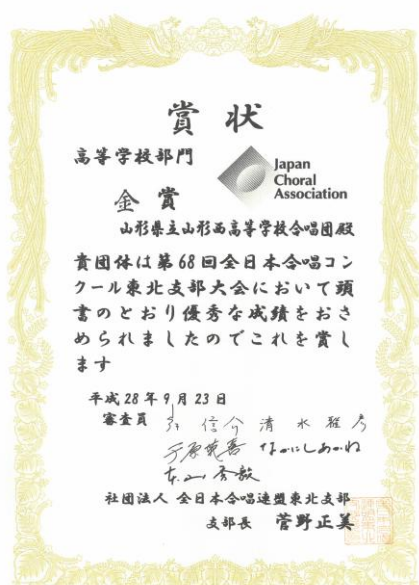 賞状
高等学校部門
Japan
Choral
Association
金賞
山形県立山形西高等学校合唱団殿
貴団体は第68回全日本合唱コン
クール東北支部大会において頭
書のとおり優秀な成績をおさ
められましたのでこれを賞し
ます
平成28年9月23日
審査員 信介 清水雅彦
なかにしあかね
社団法人 全日本合唱連盟東北支部
支部長 菅野正美